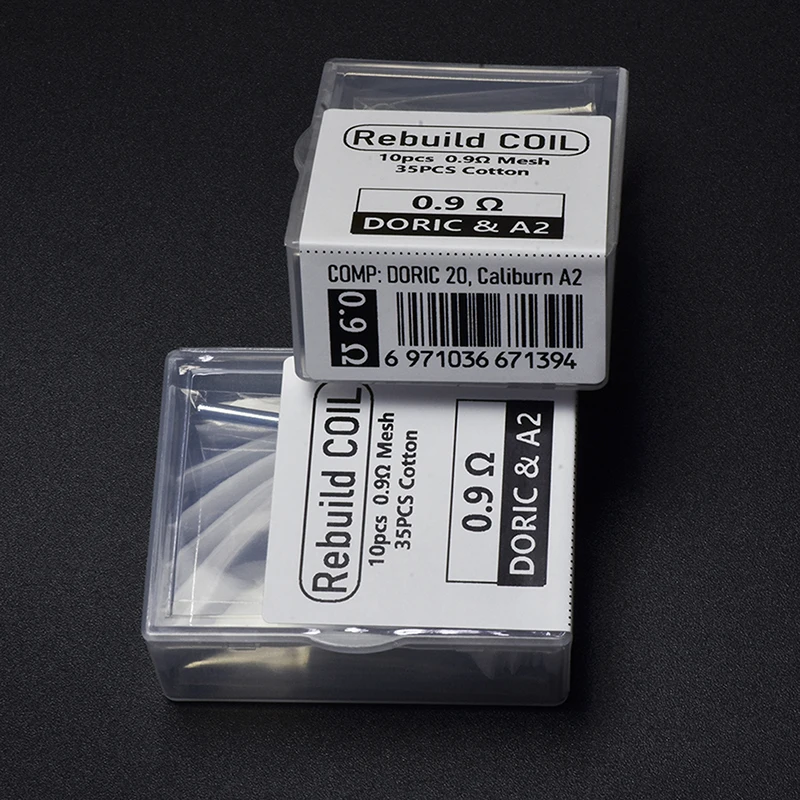 Rebuild COIL
10pcs 0.9Ω Mesh
35PCS Cotton
0.9 Ω
DORIC & A2
COMP: DORIC 20, Caliburn A2
0.9 Ω
6 971036 671394
Rebuild COIL
10pcs 0.9Ω Mesh
35PCS Cotton
0.9 Ω
DORIC & A2